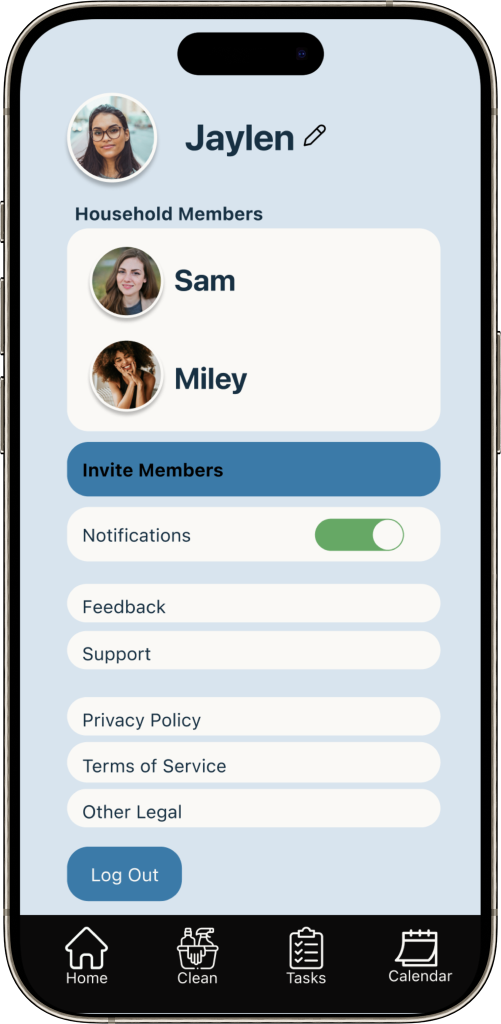 Jaylen
Household Members
Sam
Miley
Invite Members
Notifications
Feedback
Support
Privacy Policy
Terms of Service
Other Legal
Log Out
Home Clean Tasks Calendar